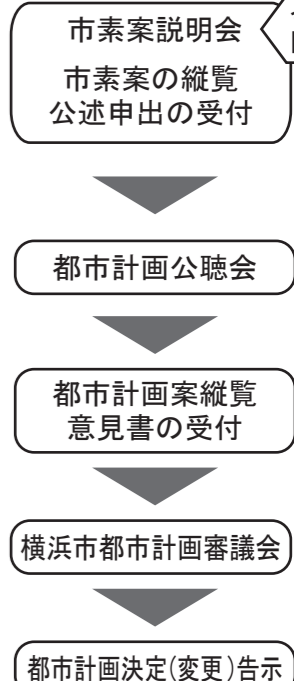 市素案説明会
市素案の縦覧
公述申出の受付
都市計画公聴会
都市計画案縦覧
意見書の受付
横浜市都市計画審議会
都市計画決定(変更)告示